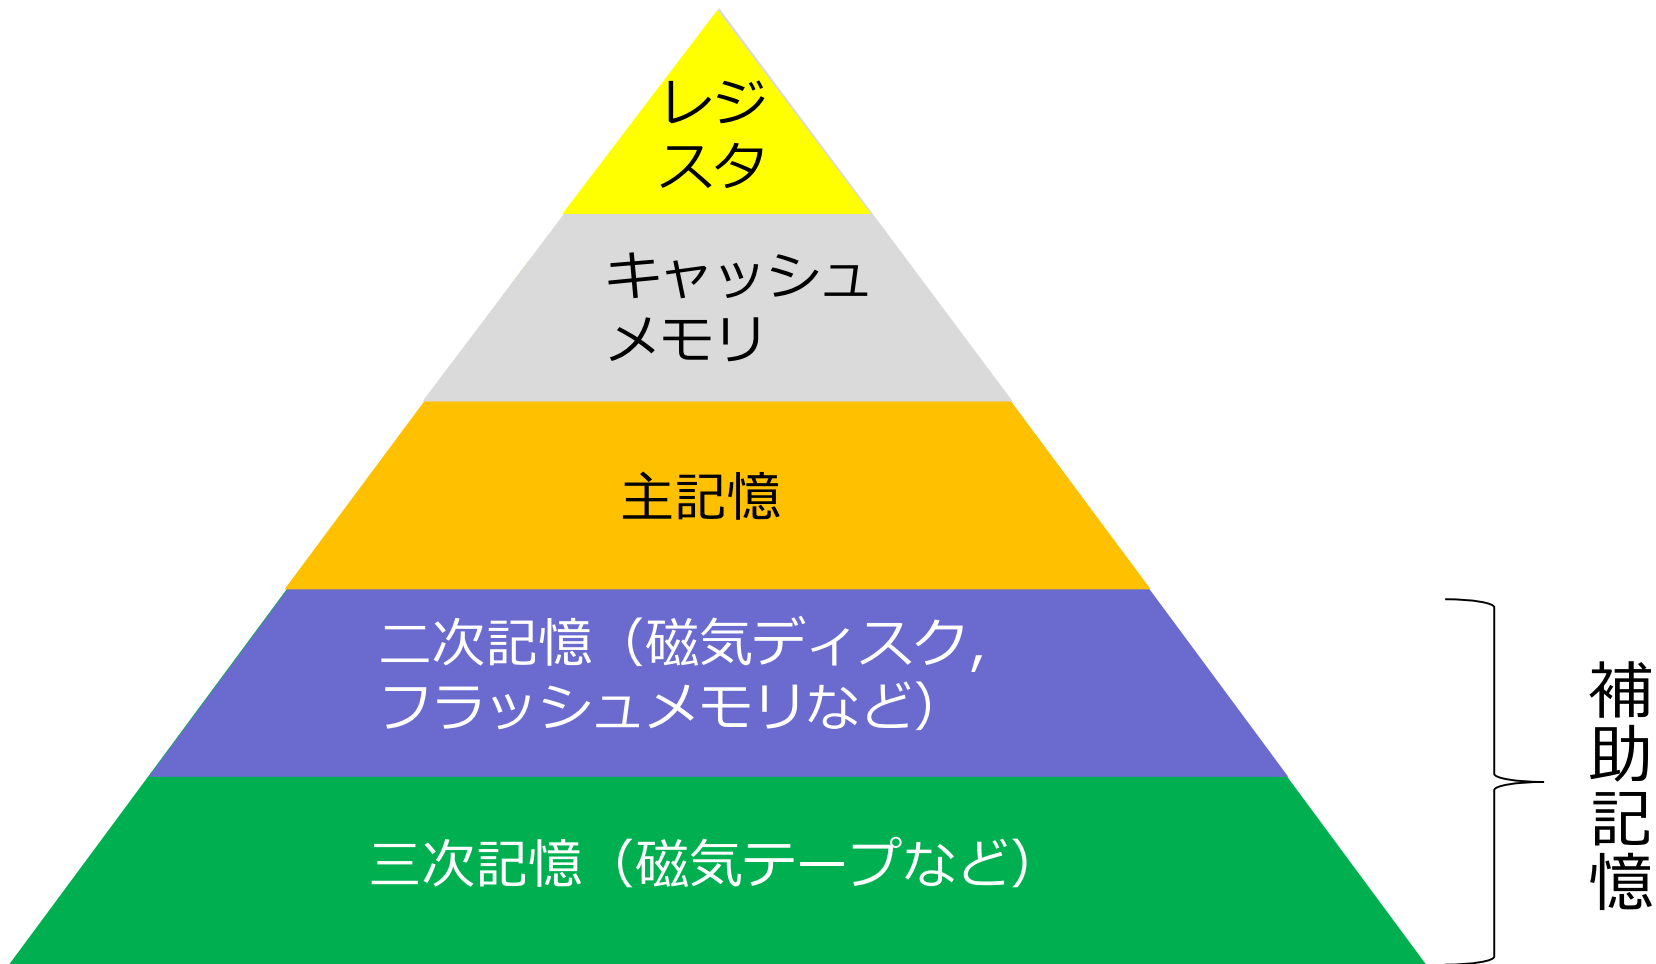 レジ
スタ
キャッシュ
メモリ
主記憶
二次記憶（磁気ディスク,
フラッシュメモリなど）
三次記憶（磁気テープなど）
補助記憶